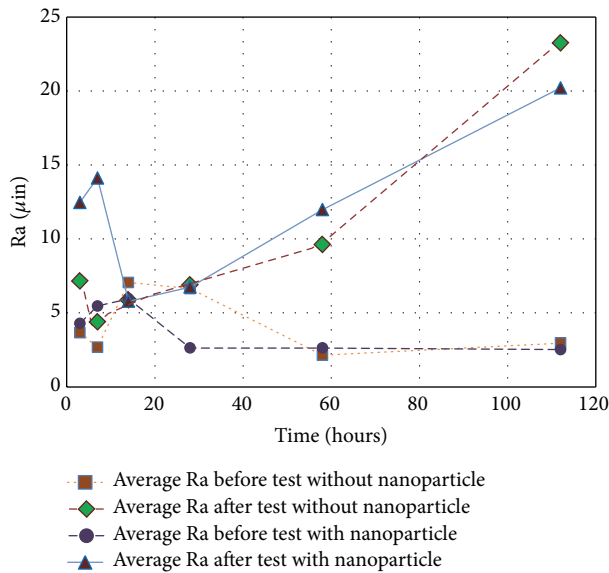 25
20
15
10
5
0
Ra (μin)
0 20 40 60 80 100 120
Time (hours)
Average Ra before test without nanoparticle
Average Ra after test without nanoparticle
Average Ra before test with nanoparticle
Average Ra after test with nanoparticle